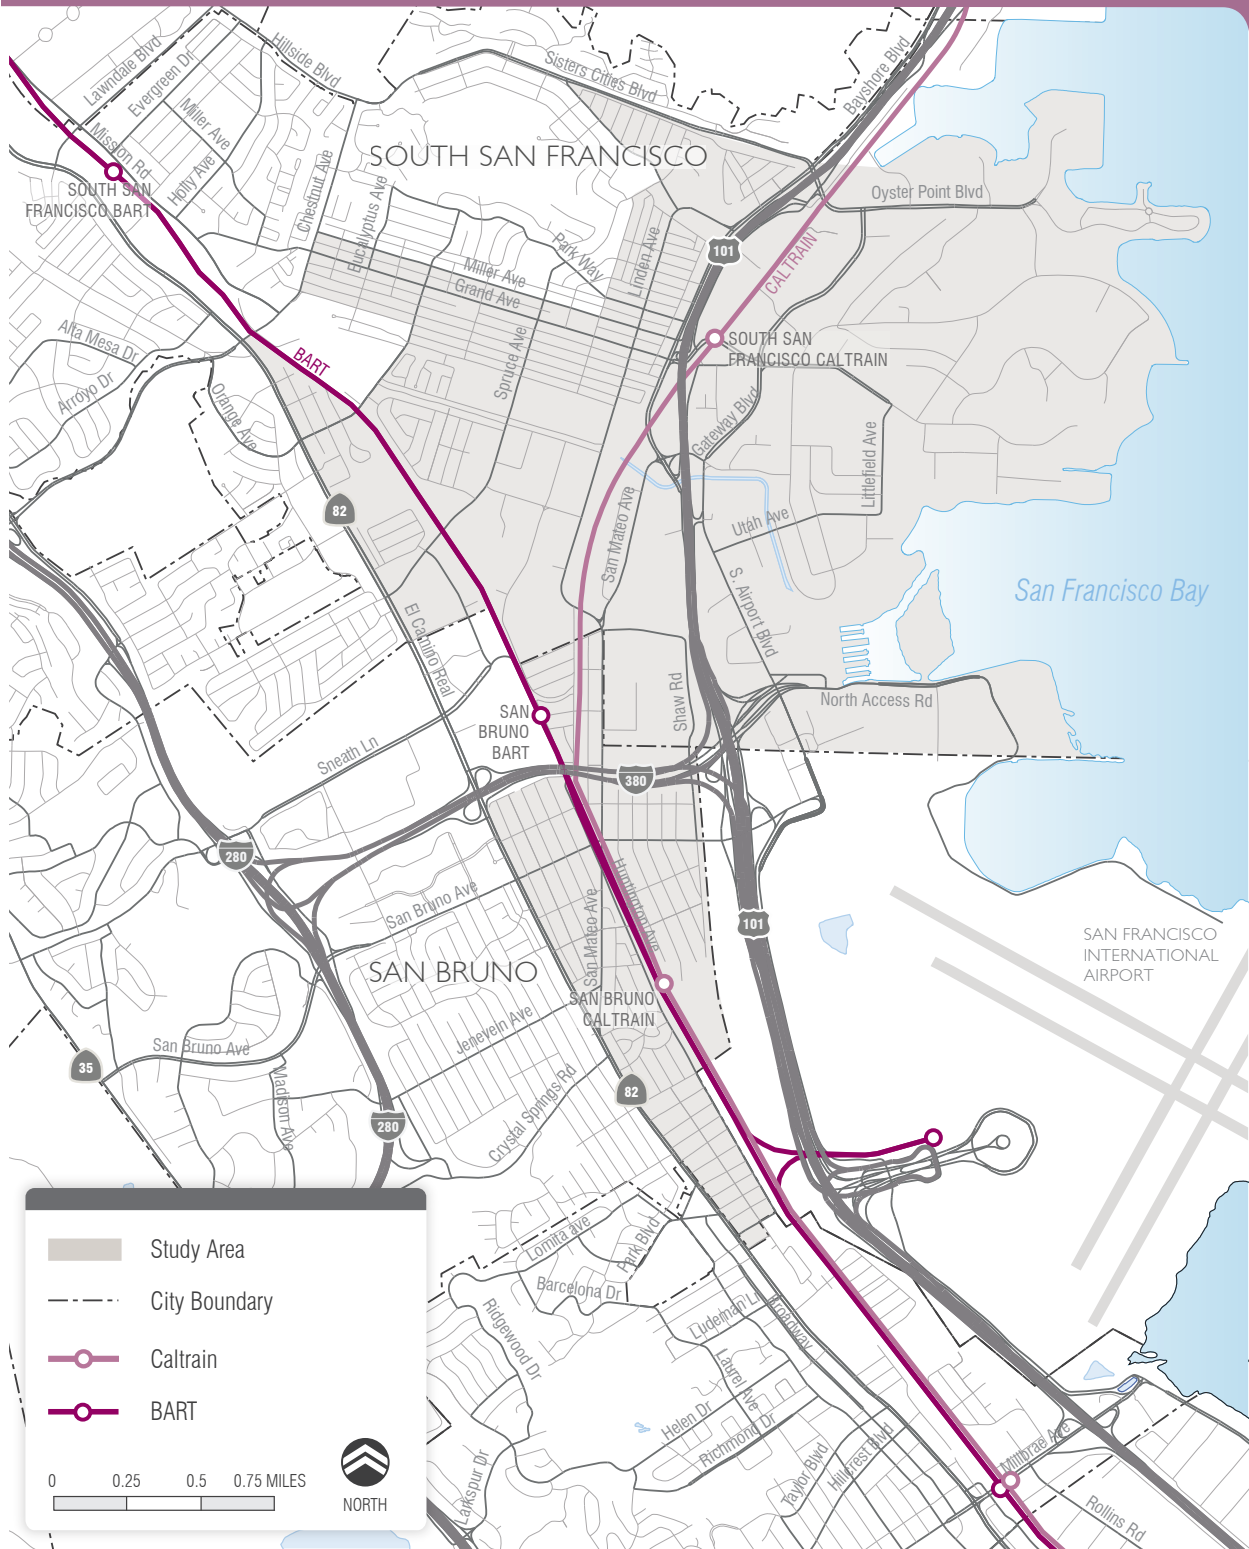 Lawndale Blvd
Evergreen Dr
Hillside Blvd
Sisters Cities Blvd
Bayshore Blvd
Miller Ave
Mission Rd
Holly Ave
Chestnut Ave
Eucalyptus Ave
SOUTH SAN FRANCISCO
SOUTH SAN
FRANCISCO BART
Oyster Point Blvd
Park Way
Linden Ave
101
CALTRAIN
Miller Ave
Grand Ave
SOUTH SAN
FRANCISCO CALTRAIN
Alta Mesa Dr
Arroyo Dr
BART
Spruce Ave
Orange Ave
Gateway Blvd
Littlefield Ave
82
San Mateo Ave
Utah Ave
S. Airport Blvd
San Francisco Bay
El Camino Real
Shaw Rd
North Access Rd
SAN
BRUNO
BART
Sneath Ln
380
280
San Bruno Ave
Huntington Ave
San Mateo Ave
101
SAN FRANCISCO
INTERNATIONAL
AIRPORT
SAN BRUNO
SAN BRUNO
CALTRAIN
Jenevein Ave
San Bruno Ave
35
Madison Ave
Crystal Springs Rd
82
280
Lomita ave
Park Blvd
Barcelona Dr
Ridgewood Dr
Ludeman Ln
Broadway
Laurel Ave
Helen Dr
Richmond Dr
Taylor Blvd
Hillcrest Blvd
Millbrae Ave
Rollins Rd
Larkspur Dr
Study Area
City Boundary
Caltrain
BART
0 0.25 0.5 0.75 MILES
NORTH